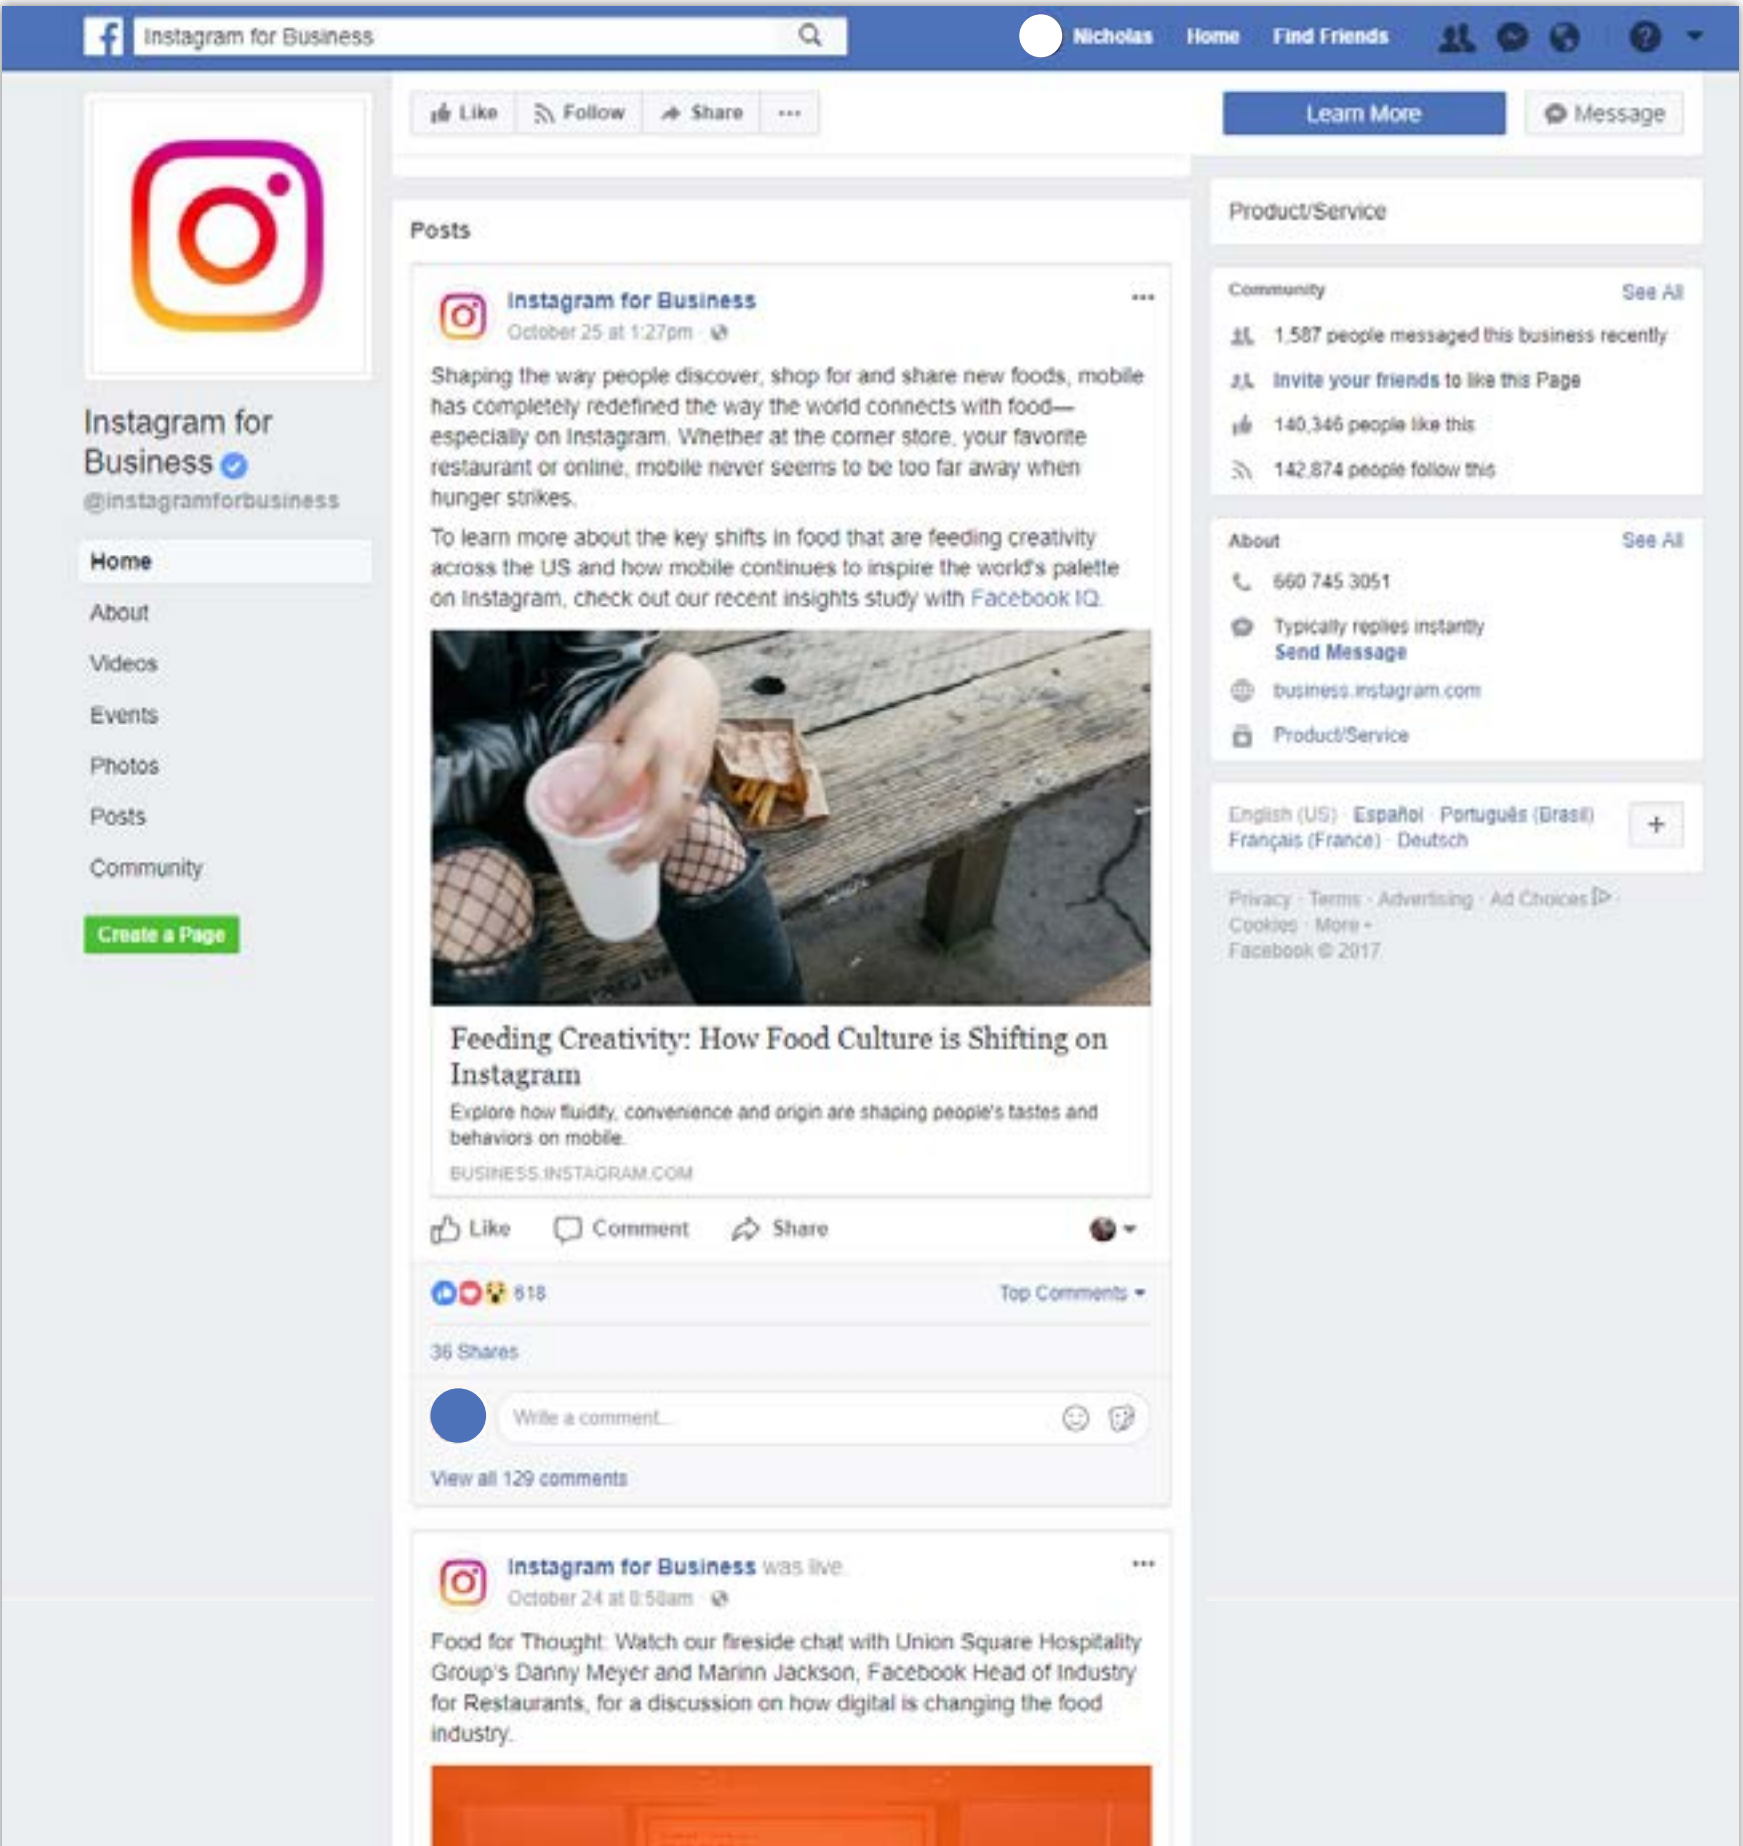 Instagram for Business
Nicholas
Home
Find Friends
Like
Follow
Share
Learn More
Message
Instagram for
Business
@instagramforbusiness
Home
About
Videos
Events
Photos
Posts
Community
Create a Page
Posts
Instagram for Business
October 25 at 1:27pm
Shaping the way people discover, shop for and share new foods, mobile
has completely redefined the way the world connects with food—
especially on Instagram. Whether at the corner store, your favorite
restaurant or online, mobile never seems to be too far away when
hunger strikes.
To learn more about the key shifts in food that are feeding creativity
across the US and how mobile continues to inspire the world's palette
on Instagram, check out our recent insights study with Facebook IQ.
Feeding Creativity: How Food Culture is Shifting on
Instagram
Explore how fluidity, convenience and origin are shaping people's tastes and
behaviors on mobile.
BUSINESS.INSTAGRAM.COM
Like
Comment
Share
618
Top Comments
36 Shares
Write a comment...
View all 129 comments
Instagram for Business was live.
October 24 at
Food for Thought: Watch our fireside chat with Union Square Hospitality
Group's Danny Meyer and Marinn Jackson, Facebook Head of Industry
for Restaurants, for a discussion on how digital is changing the food
industry.
Product/Service
Community
See All
1,587 people messaged this business recently
Invite your friends to like this Page
140,346 people like this
142,874 people follow this
About
See All
660 745 3051
Typically replies instantly
Send Message
business.instagram.com
Product/Service
English (US) · Español · Português (Brasil)
Français (France) · Deutsch
Privacy · Terms · Advertising · Ad Choices
Cookies · More
Facebook © 2017